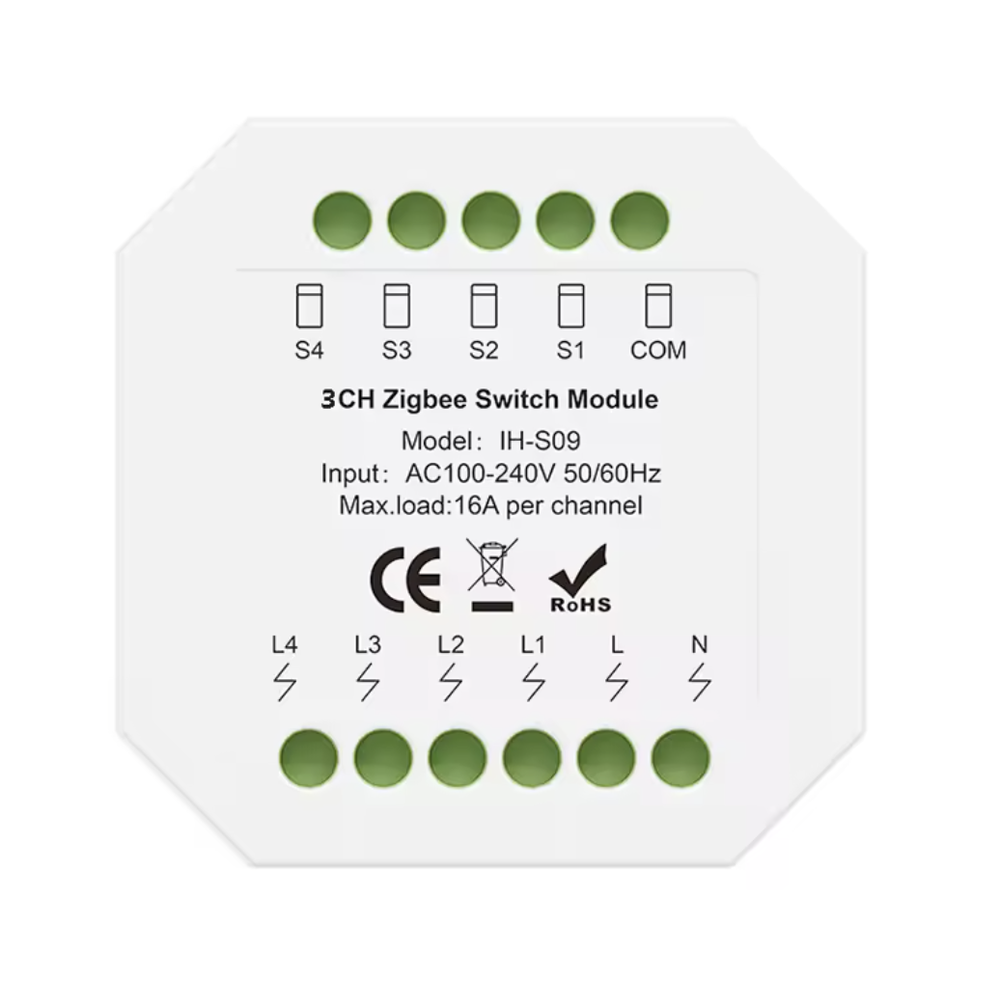 S4 S3 S2 S1 COM
3CH Zigbee Switch Module
Model: IH-S09
Input: AC100-240V 50/60Hz
Max.load:16A per channel
CE RoHS
L4 L3 L2 L1 L N